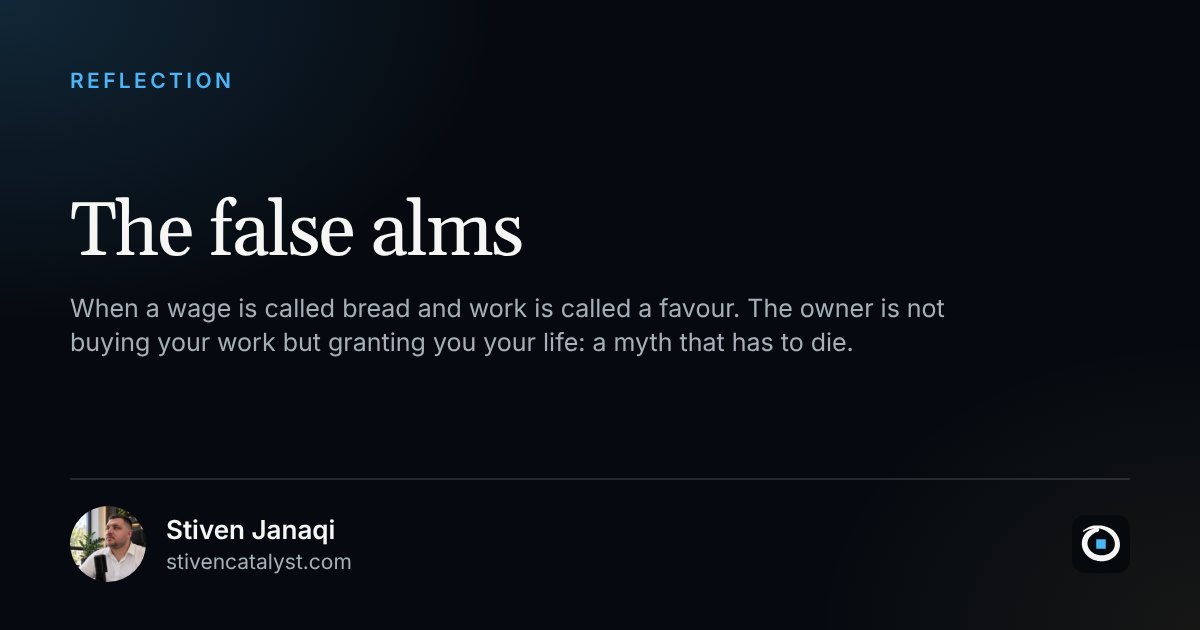 REFLECTION
The false alms
When a wage is called bread and work is called a favour. The owner is not
buying your work but granting you your life: a myth that has to die.
Stiven Janaqi
stivencatalyst.com